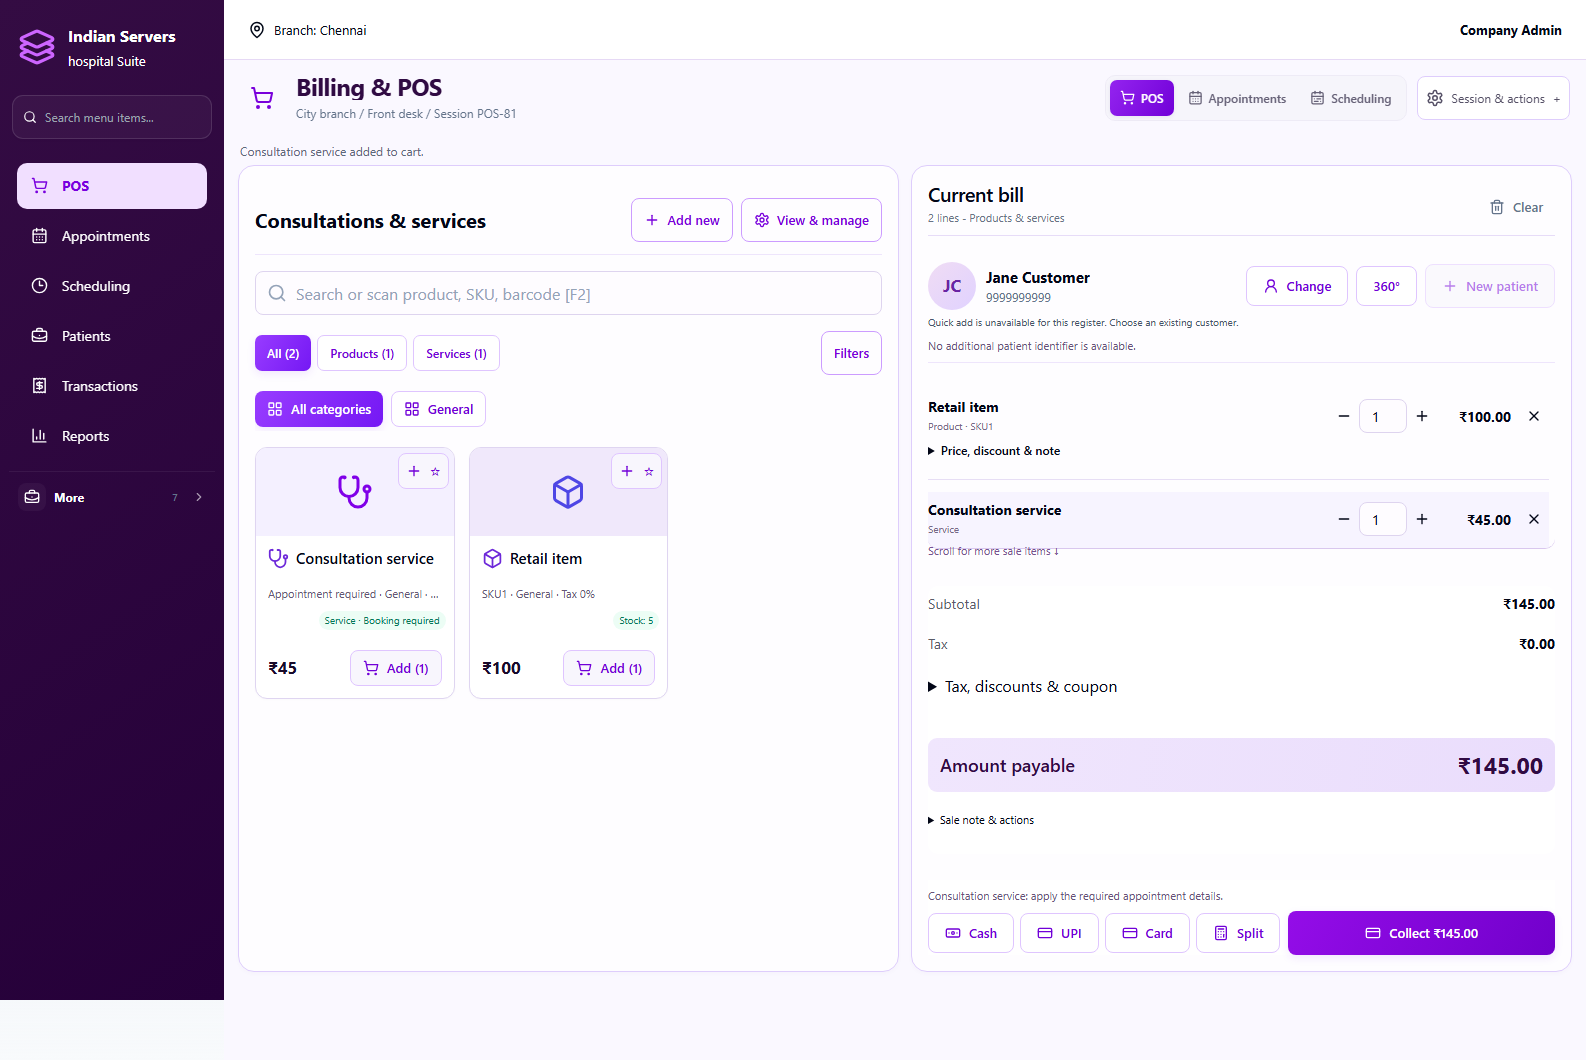 Indian Servers
hospital Suite
Search menu items...
POS
Appointments
Scheduling
Patients
Transactions
Reports
More 7
Branch: Chennai
Company Admin
Billing & POS
City branch / Front desk / Session POS-81
POS
Appointments
Scheduling
Session & actions +
Consultation service added to cart.
Consultations & services
+ Add new
View & manage
Search or scan product, SKU, barcode [F2]
All (2)
Products (1)
Services (1)
Filters
All categories
General
+ ☆
Consultation service
Appointment required · General · ...
Service · Booking required
₹45
Add (1)
+ ☆
Retail item
SKU1 · General · Tax 0%
Stock: 5
₹100
Add (1)
Current bill
2 lines - Products & services
Clear
JC
Jane Customer
9999999999
Change
360°
+ New patient
Quick add is unavailable for this register. Choose an existing customer.
No additional patient identifier is available.
Retail item
Product · SKU1
− 1 + ₹100.00 ×
▶ Price, discount & note
Consultation service
Service
− 1 + ₹45.00 ×
Scroll for more sale items ↓
Subtotal ₹145.00
Tax ₹0.00
▶ Tax, discounts & coupon
Amount payable ₹145.00
▶ Sale note & actions
Consultation service: apply the required appointment details.
Cash
UPI
Card
Split
Collect ₹145.00